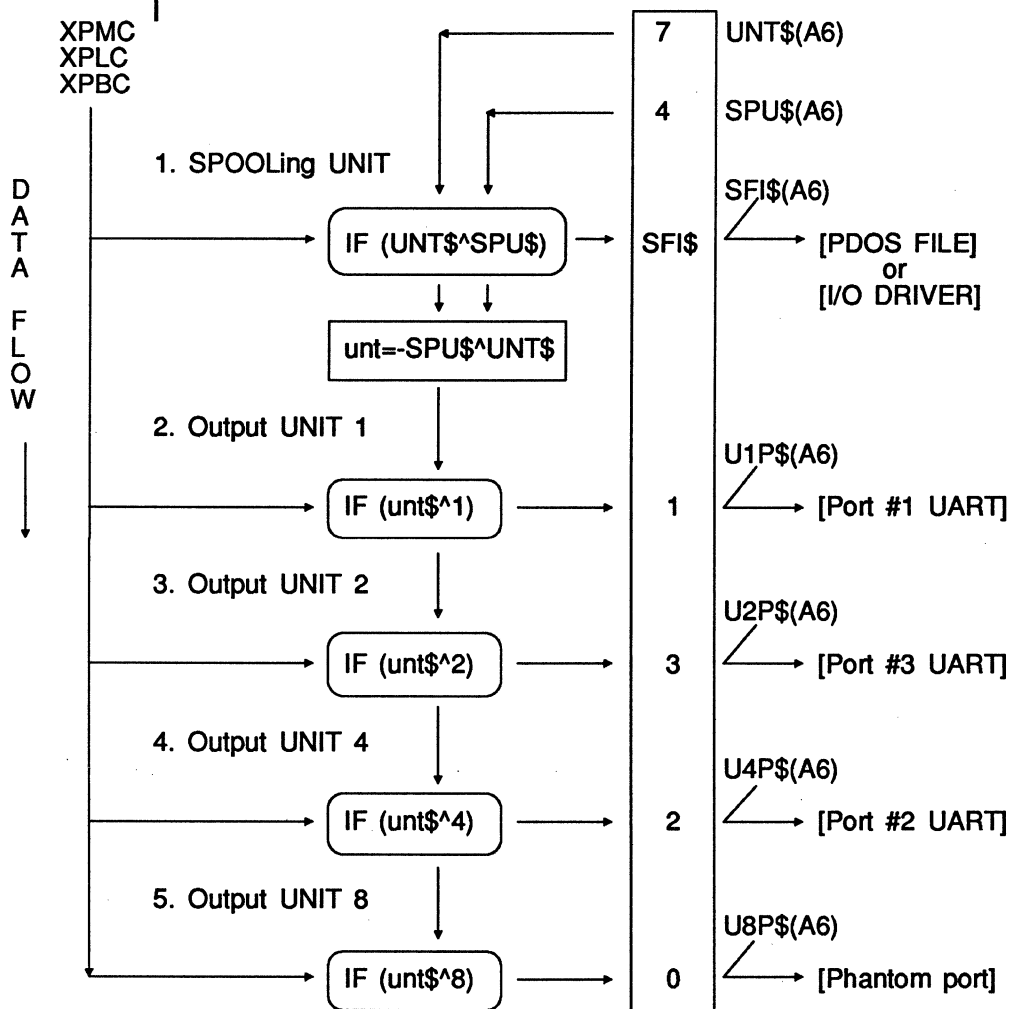 XPMC
XPLC
XPBC
7 UNT$(A6)
4 SPU$(A6)
1. SPOOLing UNIT
DATA FLOW
SFI$(A6)
IF (UNT$^SPU$)
SFI$
[PDOS FILE]
or
[I/O DRIVER]
unt=-SPU$^UNT$
2. Output UNIT 1
U1P$(A6)
IF (unt$^1)
1
[Port #1 UART]
3. Output UNIT 2
U2P$(A6)
IF (unt$^2)
3
[Port #3 UART]
4. Output UNIT 4
U4P$(A6)
IF (unt$^4)
2
[Port #2 UART]
5. Output UNIT 8
U8P$(A6)
IF (unt$^8)
0
[Phantom port]